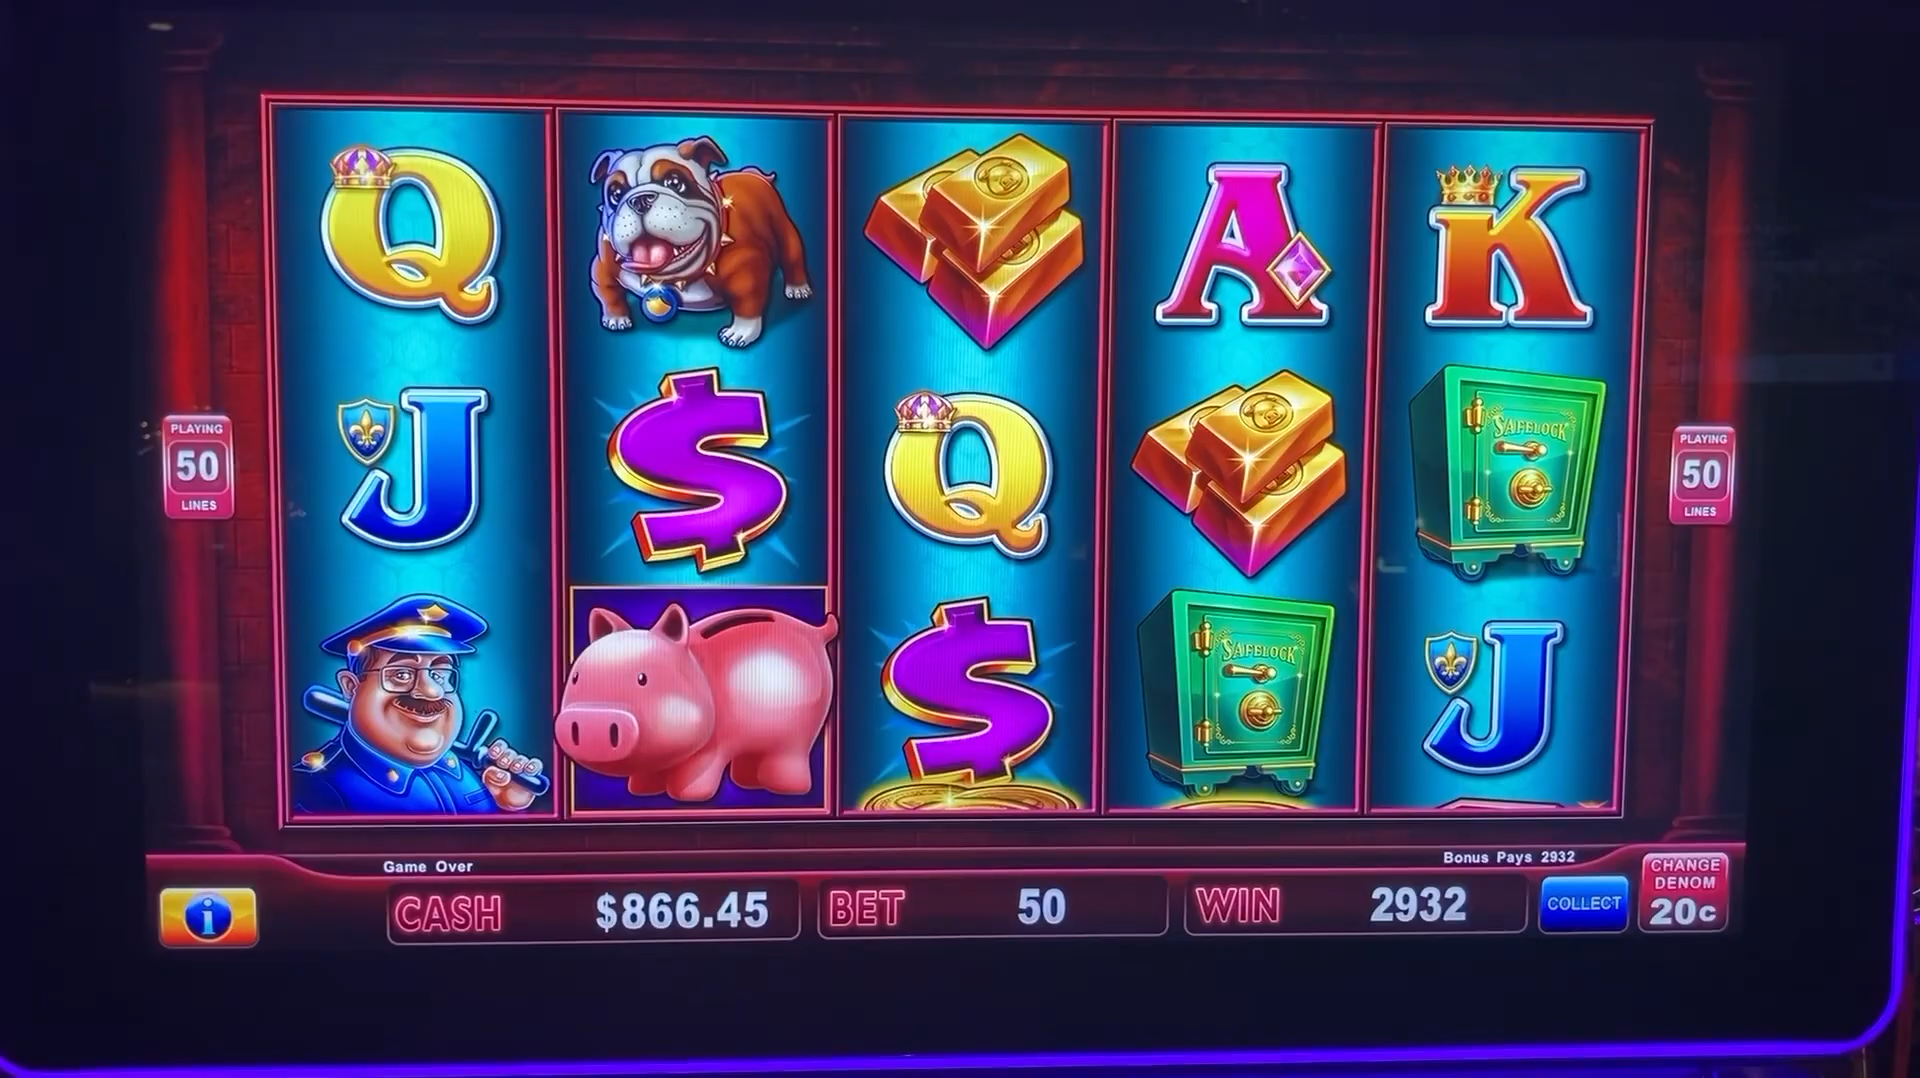 Q
A
K
J
Q
SAFELOCK
PLAYING
50
LINES
PLAYING
50
LINES
SAFELOCK
J
Game Over
Bonus Pays 2932
CASH $866.45
BET 50
WIN 2932
COLLECT
CHANGE
DENOM
20c
i
$
$